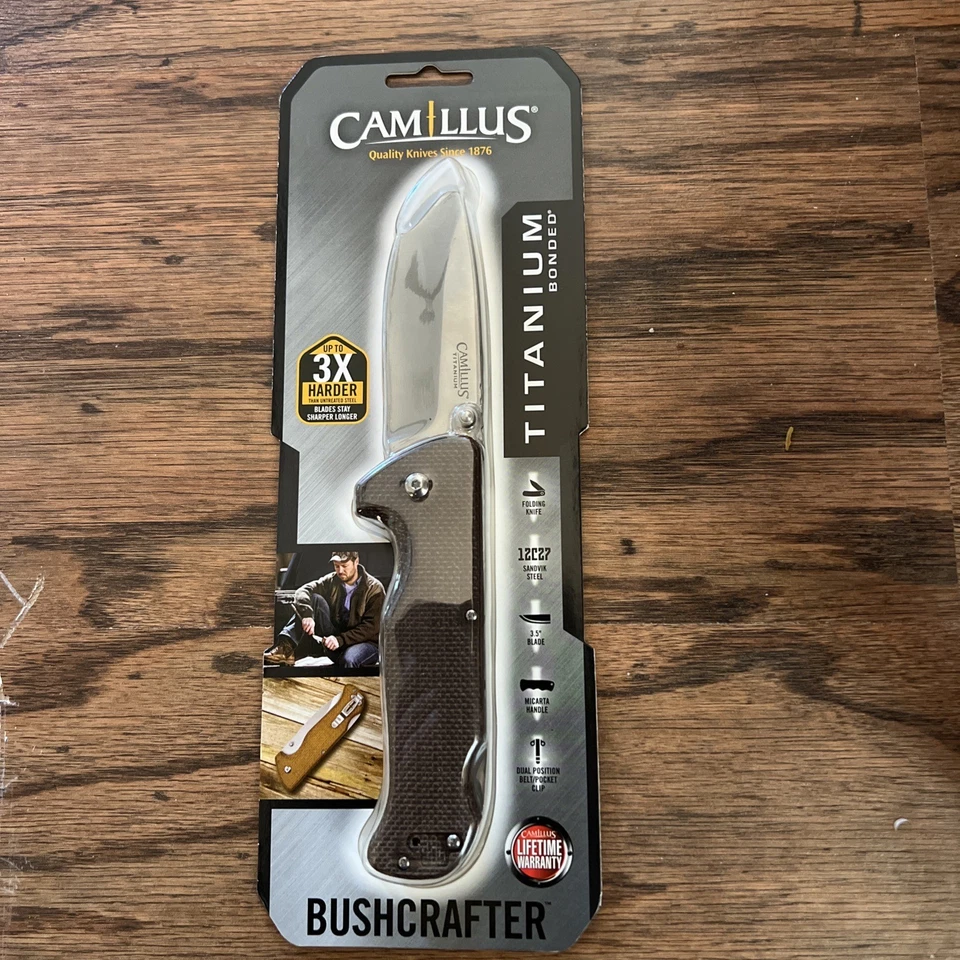 CAMILLUS®
Quality Knives Since 1876
TITANIUM
BONDED®
UP TO
3X
HARDER
THAN UNTREATED STEEL
BLADES STAY
SHARPER LONGER
CAMILLUS
TITANIUM
FOLDING
KNIFE
12C27
SANDVIK
STEEL
3.5"
BLADE
MICARTA
HANDLE
DUAL POSITION
BELT/POCKET
CLIP
CAMILLUS
LIFETIME
WARRANTY
BUSHCRAFTER™